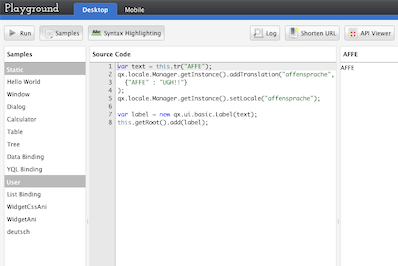 Playground
Desktop
Mobile
Run
Samples
Syntax Highlighting
Log
Shorten URL
API Viewer
Samples
Static
Hello World
Window
Dialog
Calculator
Table
Tree
Data Binding
YQL Binding
User
List Binding
WidgetCssAni
WidgetAni
deutsch
Source Code
1 var text = this.tr("AFFE");
2 qx.locale.Manager.getInstance().addTranslation("affensprache",
3 {"AFFE" : "UGH!!"}
4 );
5 qx.locale.Manager.getInstance().setLocale("affensprache");
6
7 var label = new qx.ui.basic.Label(text);
8 this.getRoot().add(label);
AFFE
AFFE